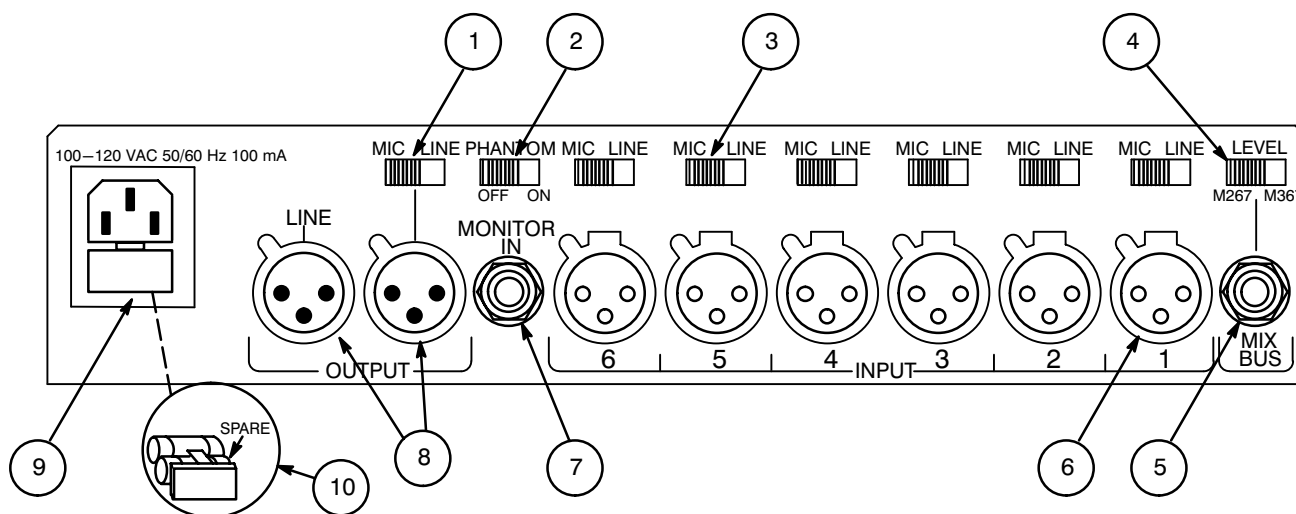 1 2 3 4
100–120 VAC 50/60 Hz 100 mA
MIC LINE PHANTOM MIC LINE MIC LINE MIC LINE MIC LINE MIC LINE MIC LINE LEVEL
OFF ON M267 M367
LINE
MONITOR
IN
6 5 4 3 2 1
MIX
BUS
OUTPUT INPUT
SPARE
9 10 8 7 6 5